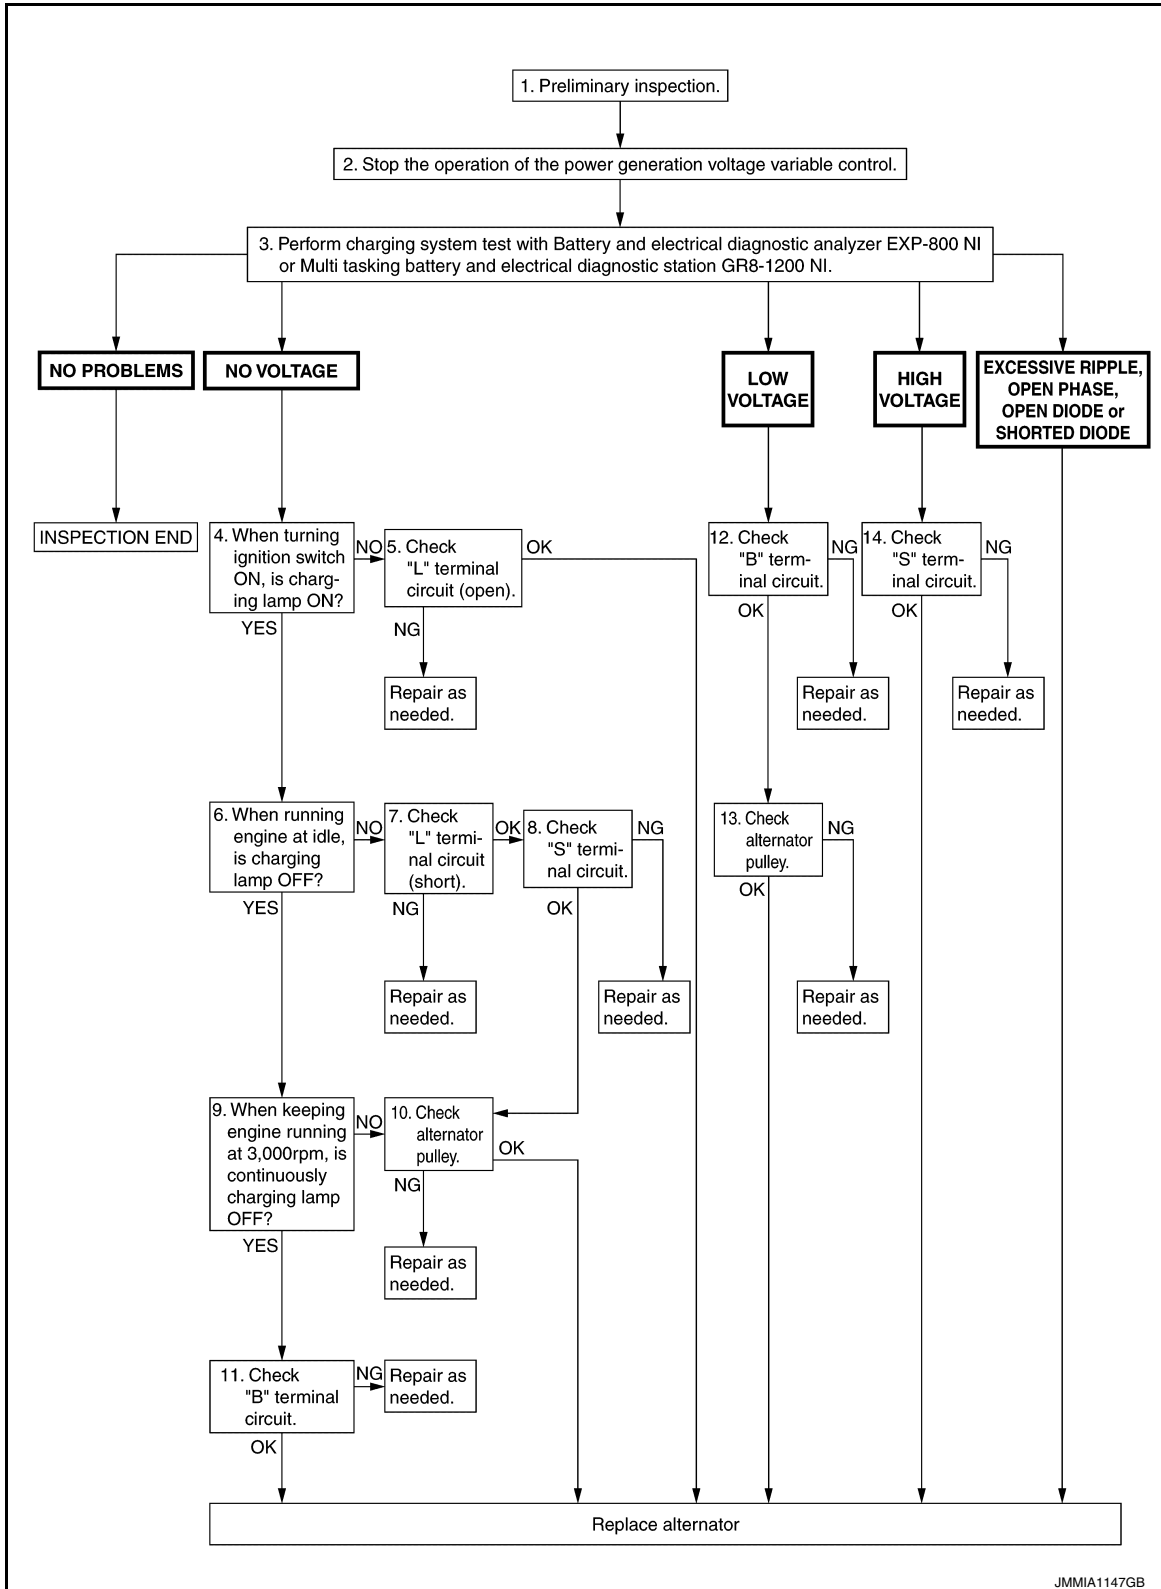 1. Preliminary inspection.
2. Stop the operation of the power generation voltage variable control.
3. Perform charging system test with Battery and electrical diagnostic analyzer EXP-800 NI
or Multi tasking battery and electrical diagnostic station GR8-1200 NI.
NO PROBLEMS
NO VOLTAGE
LOW
VOLTAGE
HIGH
VOLTAGE
EXCESSIVE RIPPLE,
OPEN PHASE,
OPEN DIODE or
SHORTED DIODE
INSPECTION END
4. When turning
ignition switch
ON, is charg-
ing lamp ON?
NO
YES
5. Check
"L" terminal
circuit (open).
OK
NG
Repair as
needed.
12. Check
"B" term-
inal circuit.
NG
OK
Repair as
needed.
14. Check
"S" term-
inal circuit.
NG
OK
Repair as
needed.
6. When running
engine at idle,
is charging
lamp OFF?
NO
YES
7. Check
"L" termi-
nal circuit
(short).
OK
NG
Repair as
needed.
8. Check
"S" termi-
nal circuit.
NG
OK
Repair as
needed.
13. Check
alternator
pulley.
NG
OK
Repair as
needed.
9. When keeping
engine running
at 3,000rpm, is
continuously
charging lamp
OFF?
NO
YES
10. Check
alternator
pulley.
OK
NG
Repair as
needed.
11. Check
"B" terminal
circuit.
NG
OK
Repair as
needed.
Replace alternator
JMMIA1147GB